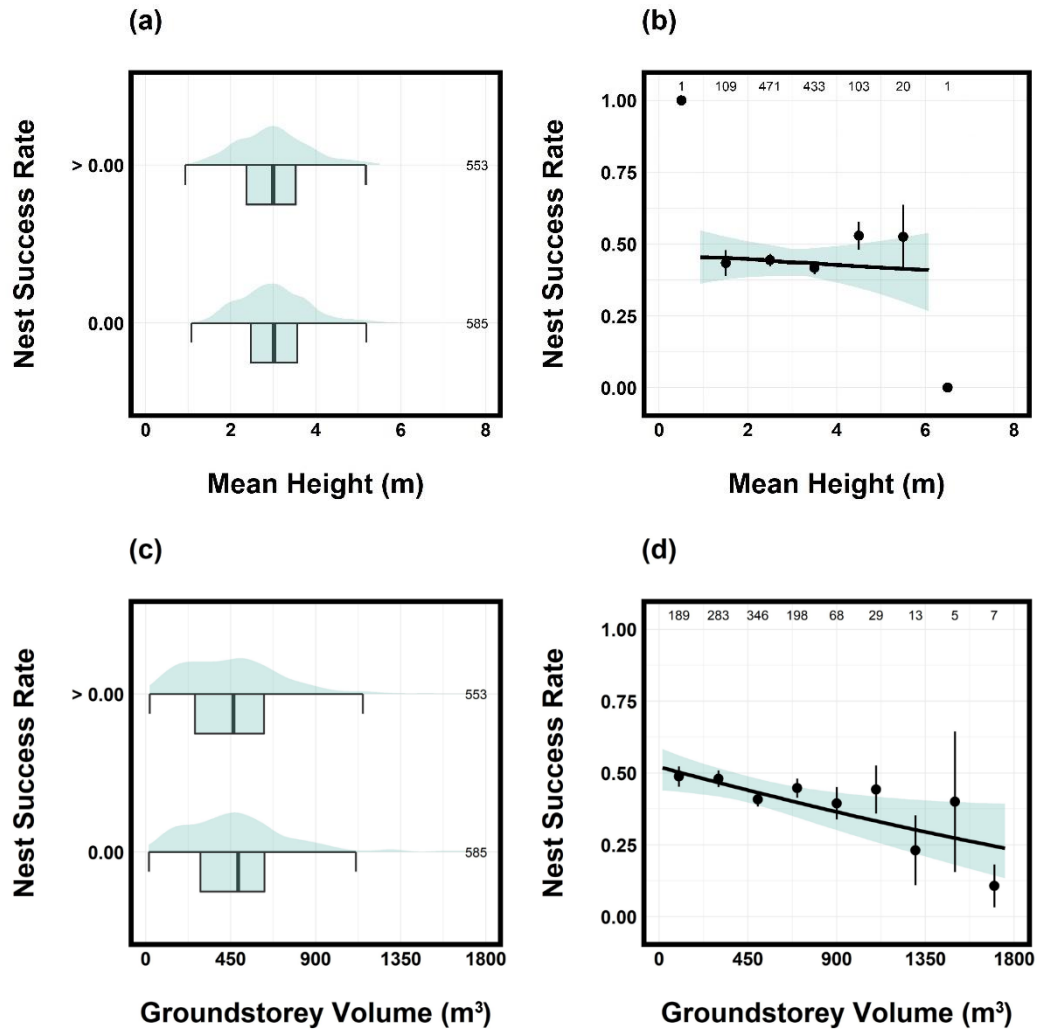 (a)
Nest Success Rate
> 0.00
553
0.00
585
0 2 4 6 8
Mean Height (m)
(b)
Nest Success Rate
1 109 471 433 103 20 1
1.00
0.75
0.50
0.25
0.00
0 2 4 6 8
Mean Height (m)
(c)
Nest Success Rate
> 0.00
553
0.00
585
0 450 900 1350 1800
Groundstorey Volume (m³)
(d)
Nest Success Rate
189 283 346 198 68 29 13 5 7
1.00
0.75
0.50
0.25
0.00
0 450 900 1350 1800
Groundstorey Volume (m³)